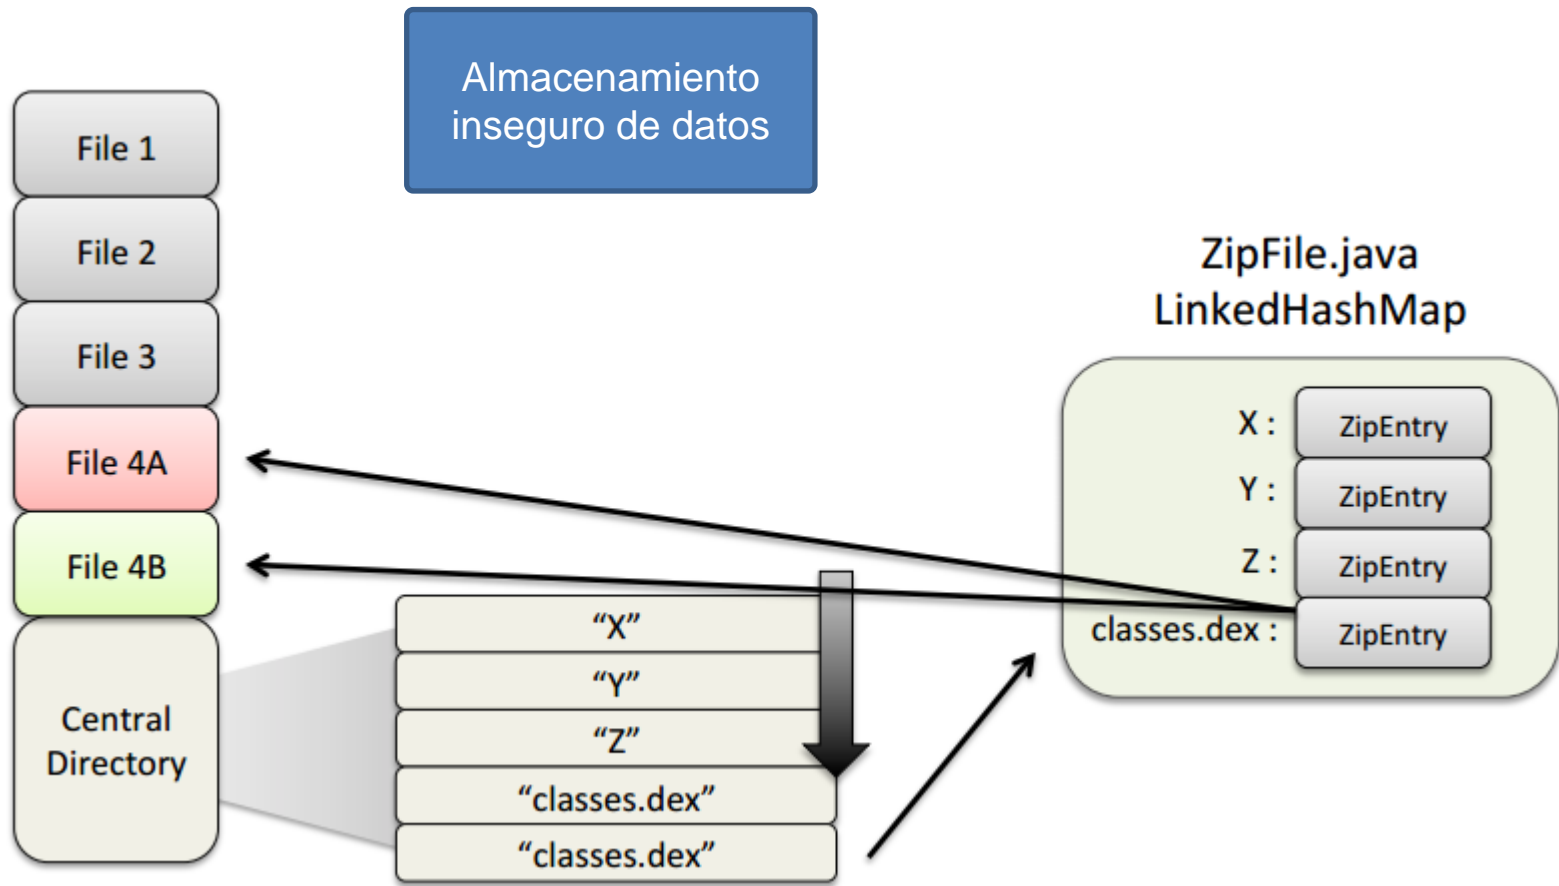 Almacenamiento
inseguro de datos
File 1
File 2
File 3
File 4A
File 4B
Central
Directory
“X”
“Y”
“Z”
“classes.dex”
“classes.dex”
ZipFile.java
LinkedHashMap
X : ZipEntry
Y : ZipEntry
Z : ZipEntry
classes.dex : ZipEntry